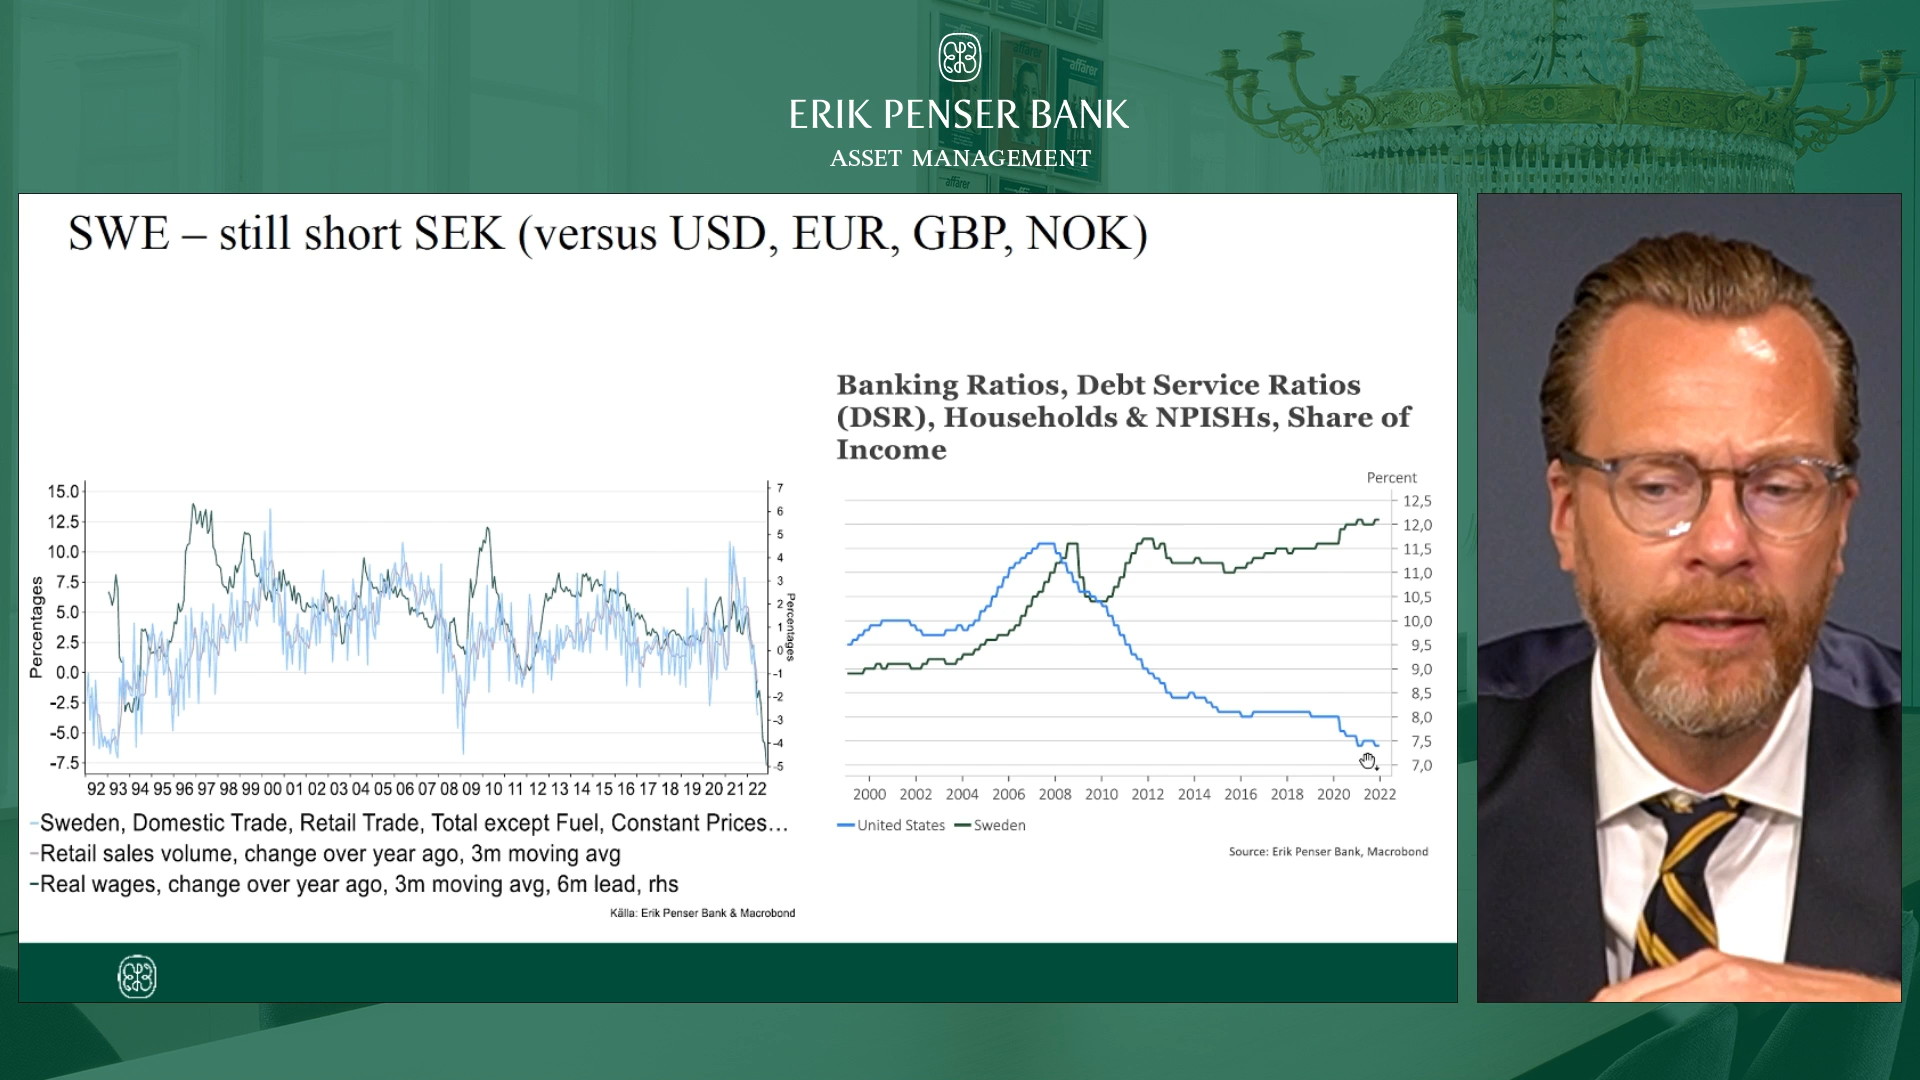 affärer
affärer
affärer
ERIK PENSER BANK
ASSET MANAGEMENT
affärer
affärer
SWE – still short SEK (versus USD, EUR, GBP, NOK)
15.0
12.5
10.0
7.5
5.0
2.5
0.0
-2.5
-5.0
-7.5
Percentages
7
6
5
4
3
2
1
0
-1
-2
-3
-4
-5
Percentages
92 93 94 95 96 97 98 99 00 01 02 03 04 05 06 07 08 09 10 11 12 13 14 15 16 17 18 19 20 21 22
Sweden, Domestic Trade, Retail Trade, Total except Fuel, Constant Prices…
Retail sales volume, change over year ago, 3m moving avg
Real wages, change over year ago, 3m moving avg, 6m lead, rhs
Källa: Erik Penser Bank & Macrobond
Banking Ratios, Debt Service Ratios
(DSR), Households & NPISHs, Share of
Income
Percent
12,5
12,0
11,5
11,0
10,5
10,0
9,5
9,0
8,5
8,0
7,5
7,0
2000 2002 2004 2006 2008 2010 2012 2014 2016 2018 2020 2022
United States Sweden
Source: Erik Penser Bank, Macrobond